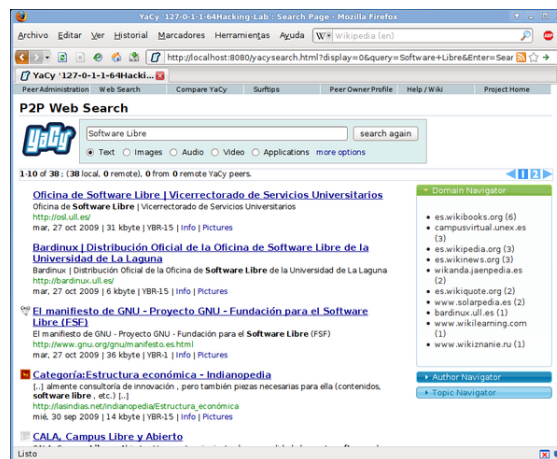 YaCy '127-0-1-1-64Hacking-Lab': Search Page - Mozilla Firefox
Archivo Editar Ver Historial Marcadores Herramientas Ayuda W Wikipedia (en)
http://localhost:8080/yacysearch.html?display=0&query=Software+Libre&Enter=Sear
YaCy '127-0-1-1-64Hacki...
Peer Administration Web Search Compare YaCy Surftips Peer Owner Profile Help / Wiki Project Home
P2P Web Search
YaCy
Software Libre search again
Text Images Audio Video Applications more options
1-10 of 38 ; (38 local, 0 remote), 0 from 0 remote YaCy peers.
1 2
Oficina de Software Libre | Vicerrectorado de Servicios Universitarios
Oficina de Software Libre | Vicerrectorado de Servicios Universitarios
http://osl.ull.es/
mar, 27 oct 2009 | 31 kbyte | YBR-15 | Info | Pictures
Bardinux | Distribución Oficial de la Oficina de Software Libre de la
Universidad de La Laguna
Bardinux | Distribución Oficial de la Oficina de Software Libre de la Universidad de La Laguna
http://bardinux.ull.es/
mar, 27 oct 2009 | 6 kbyte | YBR-15 | Info | Pictures
El manifiesto de GNU - Proyecto GNU - Fundación para el Software
Libre (FSF)
El manifiesto de GNU - Proyecto GNU - Fundación para el Software Libre (FSF)
http://www.gnu.org/gnu/manifesto.es.html
mar, 27 oct 2009 | 36 kbyte | YBR-1 | Info | Pictures
Categoría:Estructura económica - Indianopedia
[..] almente consultoría de innovación , pero también piezas necesarias para ella (contenidos,
software libre , etc.) [..]
http://lasindias.net/indianopedia/Estructura_económica
mié, 30 sep 2009 | 14 kbyte | YBR-15 | Info | Pictures
CALA, Campus Libre y Abierto
Domain Navigator
es.wikibooks.org (6)
campusvirtual.unex.es
(3)
es.wikipedia.org (3)
es.wikinews.org (3)
wikanda.jaenpedia.es
(2)
es.wikiquote.org (2)
www.solarpedia.es (2)
bardinux.ull.es (1)
www.wikilearning.com
(1)
www.wikiznanie.ru (1)
Author Navigator
Topic Navigator
Listo